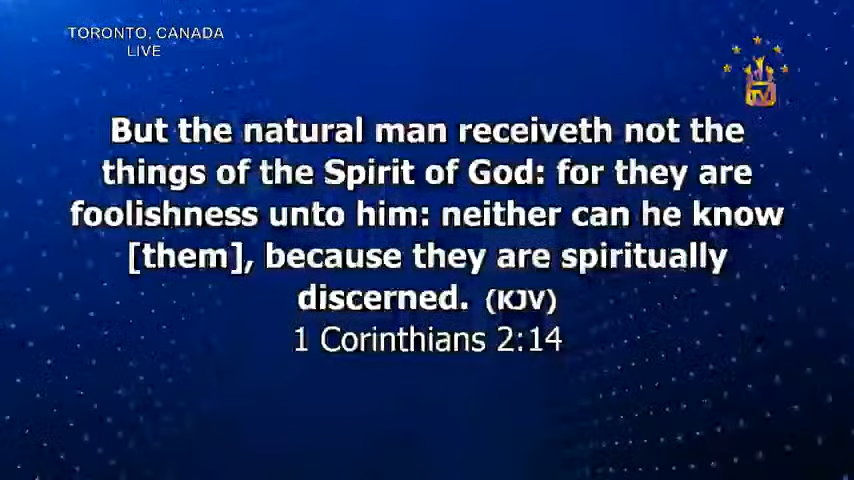 TORONTO, CANADA
LIVE
TV
But the natural man receiveth not the
things of the Spirit of God: for they are
foolishness unto him: neither can he know
[them], because they are spiritually
discerned. (KJV)
1 Corinthians 2:14